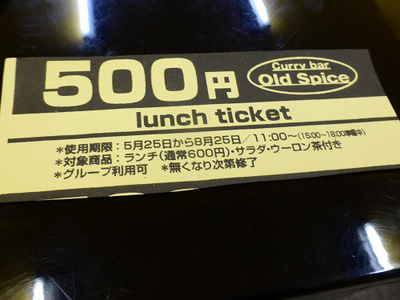 500円
Curry bar
Old Spice
lunch ticket
*使用期限:5月25日から8月25日/11:00~(15:00~18:00準備中)
*対象商品:ランチ(通常600円)・サラダ・ウーロン茶付き
*グループ利用可 *無くなり次第修了